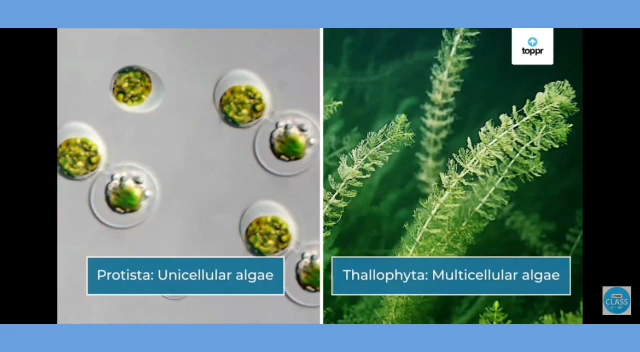 toppr
Protista: Unicellular algae
Thallophyta: Multicellular algae
CLASS